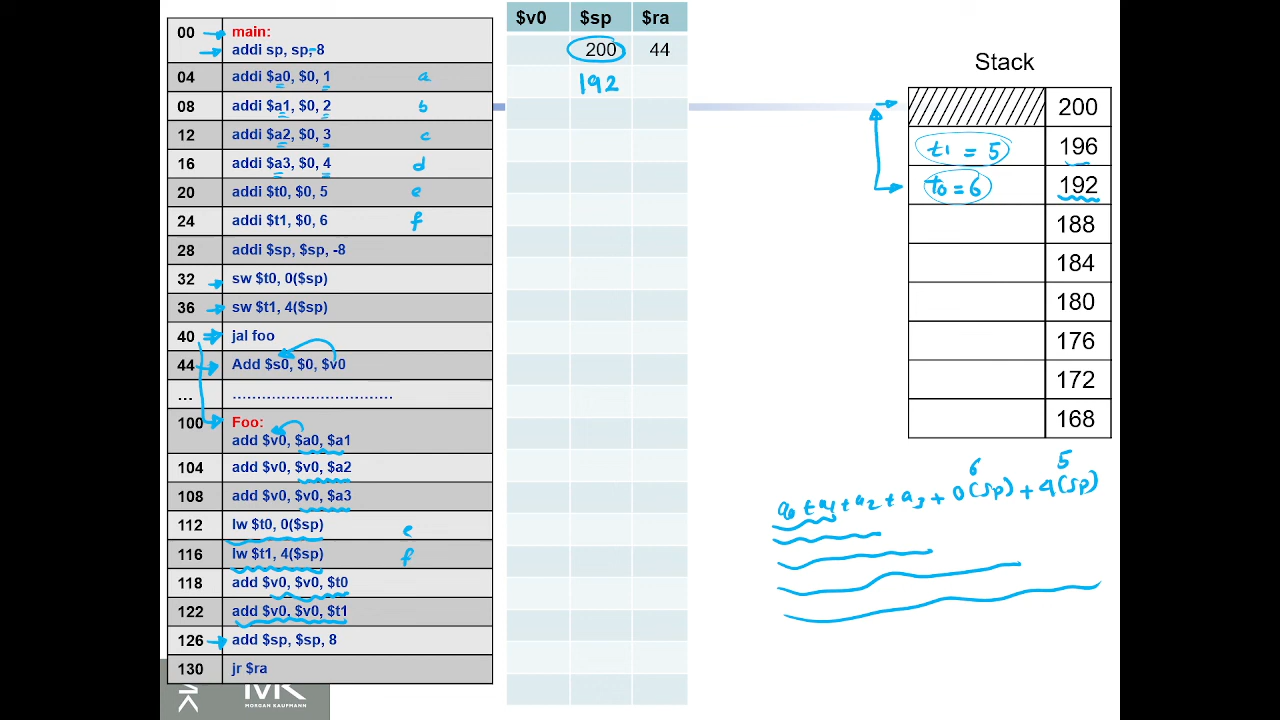 00 main:
addi sp, sp-8
04 addi $a0, $0, 1 a
08 addi $a1, $0, 2 b
12 addi $a2, $0, 3 c
16 addi $a3, $0, 4 d
20 addi $t0, $0, 5 e
24 addi $t1, $0, 6 f
28 addi $sp, $sp, -8
32 sw $t0, 0($sp)
36 sw $t1, 4($sp)
40 jal foo
44 Add $s0, $0, $v0
... ................................
100 Foo:
add $v0, $a0, $a1
104 add $v0, $v0, $a2
108 add $v0, $v0, $a3
112 lw $t0, 0($sp) e
116 lw $t1, 4($sp) f
118 add $v0, $v0, $t0
122 add $v0, $v0, $t1
126 add $sp, $sp, 8
130 jr $ra
MORGAN KAUFMANN
$v0 $sp $ra
200 44
192
Stack
200
t1 = 5 196
t0 = 6 192
188
184
180
176
172
168
6 5
a0 + a1 + a2 + a3 + 0(sp) + 4(sp)